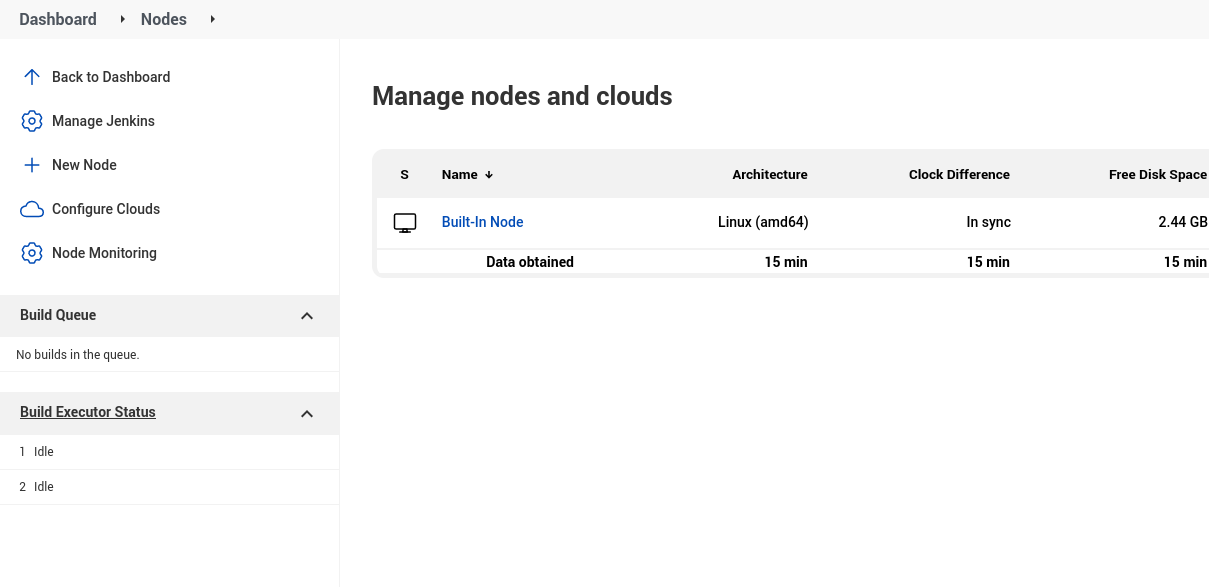 Dashboard Nodes
Back to Dashboard
Manage Jenkins
New Node
Configure Clouds
Node Monitoring
Build Queue
No builds in the queue.
Build Executor Status
1 Idle
2 Idle
Manage nodes and clouds
S Name ↓ Architecture Clock Difference Free Disk Space
Built-In Node Linux (amd64) In sync 2.44 GB
Data obtained 15 min 15 min 15 min